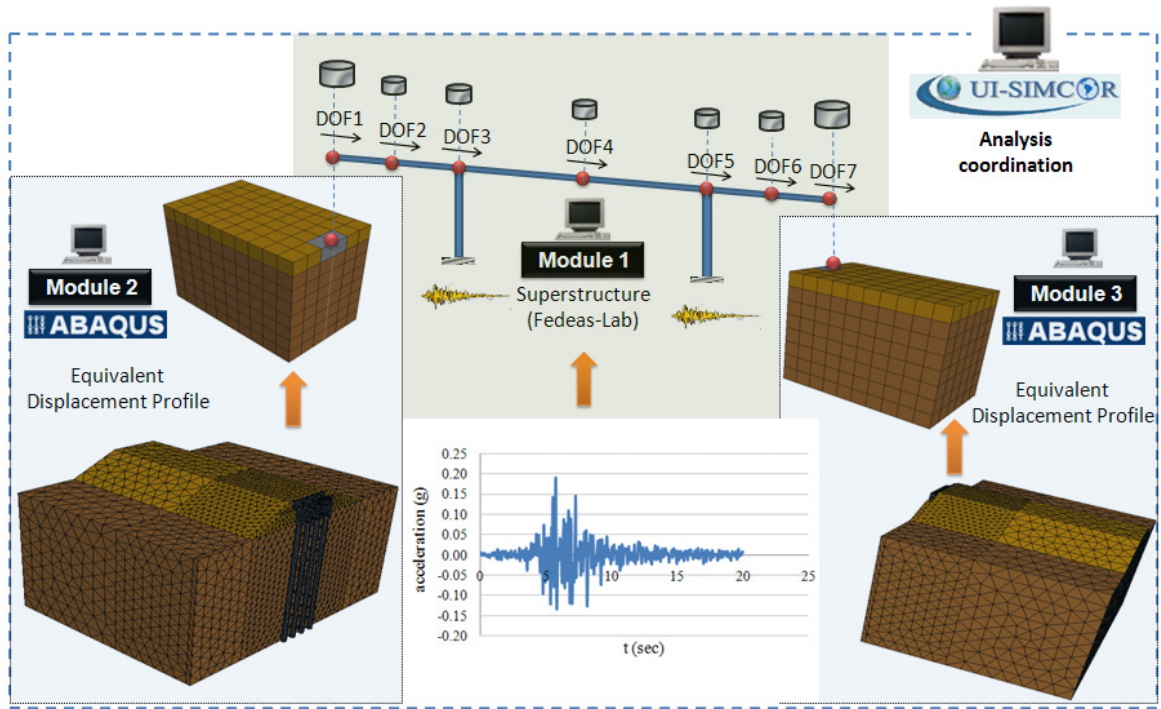 UI-SIMCOR
Analysis
coordination
DOF1
DOF2
DOF3
DOF4
DOF5
DOF6
DOF7
Module 1
Superstructure
(Fedeas-Lab)
Module 2
ABAQUS
Equivalent
Displacement Profile
Module 3
ABAQUS
Equivalent
Displacement Profile
0.25
0.20
0.15
0.10
0.05
0.00
-0.05
-0.10
-0.15
-0.20
acceleration (g)
0 5 10 15 20 25
t (sec)